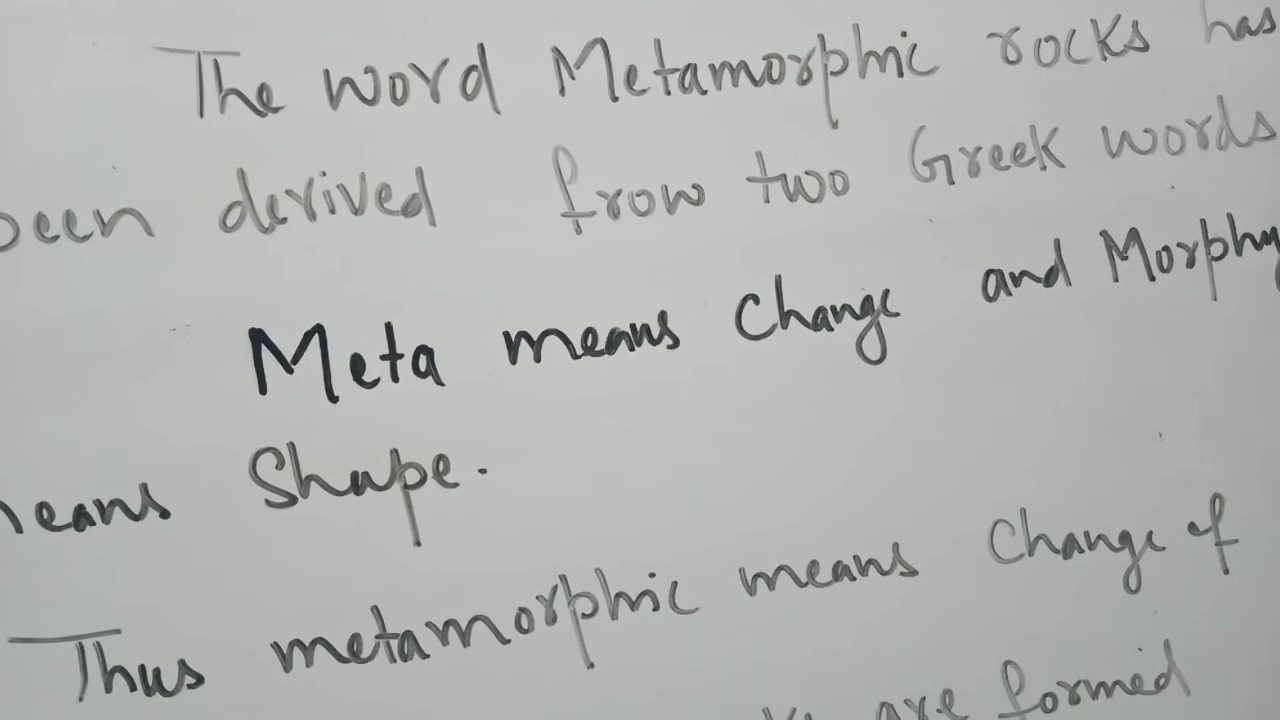 The word Metamorphic rocks has
been derived from two Greek words
Meta means Change and Morphy
means Shape.
Thus metamorphic means Change of
are formed